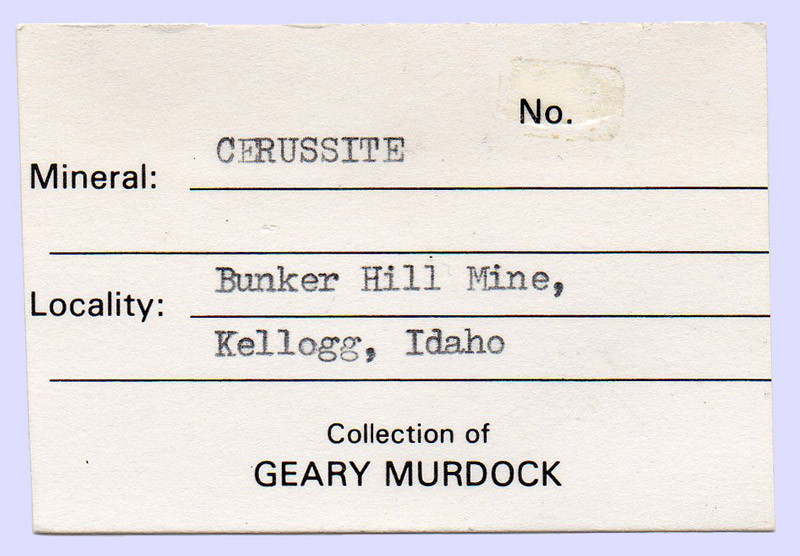 No.
CERUSSITE
Mineral:
Bunker Hill Mine,
Locality:
Kellogg, Idaho
Collection of
GEARY MURDOCK